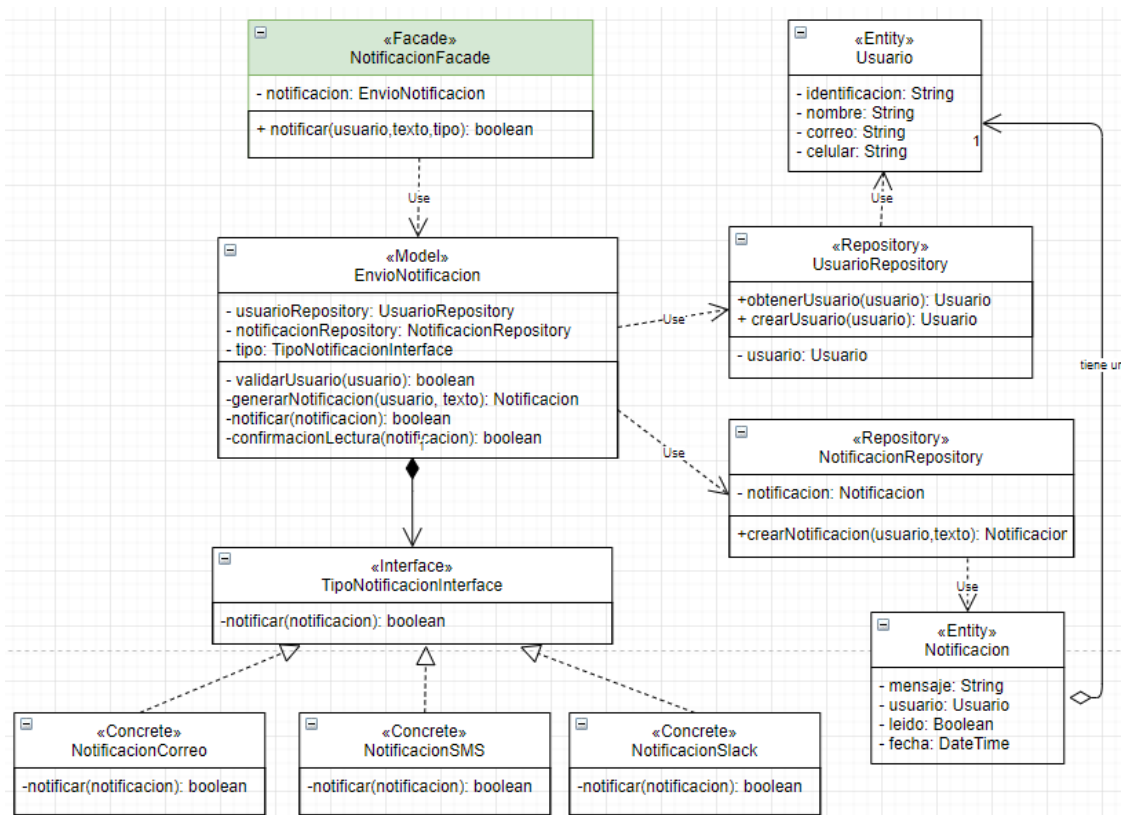 «Facade»
NotificacionFacade
- notificacion: EnvioNotificacion
+ notificar(usuario,texto,tipo): boolean
Use
«Entity»
Usuario
- identificacion: String
- nombre: String
- correo: String
- celular: String
1
Use
«Model»
EnvioNotificacion
- usuarioRepository: UsuarioRepository
- notificacionRepository: NotificacionRepository
- tipo: TipoNotificacionInterface
- validarUsuario(usuario): boolean
-generarNotificacion(usuario, texto): Notificacion
-notificar(notificacion): boolean
-confirmacionLectura(notificacion): boolean
1
Use
Use
«Repository»
UsuarioRepository
+obtenerUsuario(usuario): Usuario
+ crearUsuario(usuario): Usuario
- usuario: Usuario
tiene un
«Repository»
NotificacionRepository
- notificacion: Notificacion
+crearNotificacion(usuario,texto): Notificacion
Use
«Interface»
TipoNotificacionInterface
-notificar(notificacion): boolean
«Entity»
Notificacion
- mensaje: String
- usuario: Usuario
- leido: Boolean
- fecha: DateTime
«Concrete»
NotificacionCorreo
-notificar(notificacion): boolean
«Concrete»
NotificacionSMS
-notificar(notificacion): boolean
«Concrete»
NotificacionSlack
-notificar(notificacion): boolean